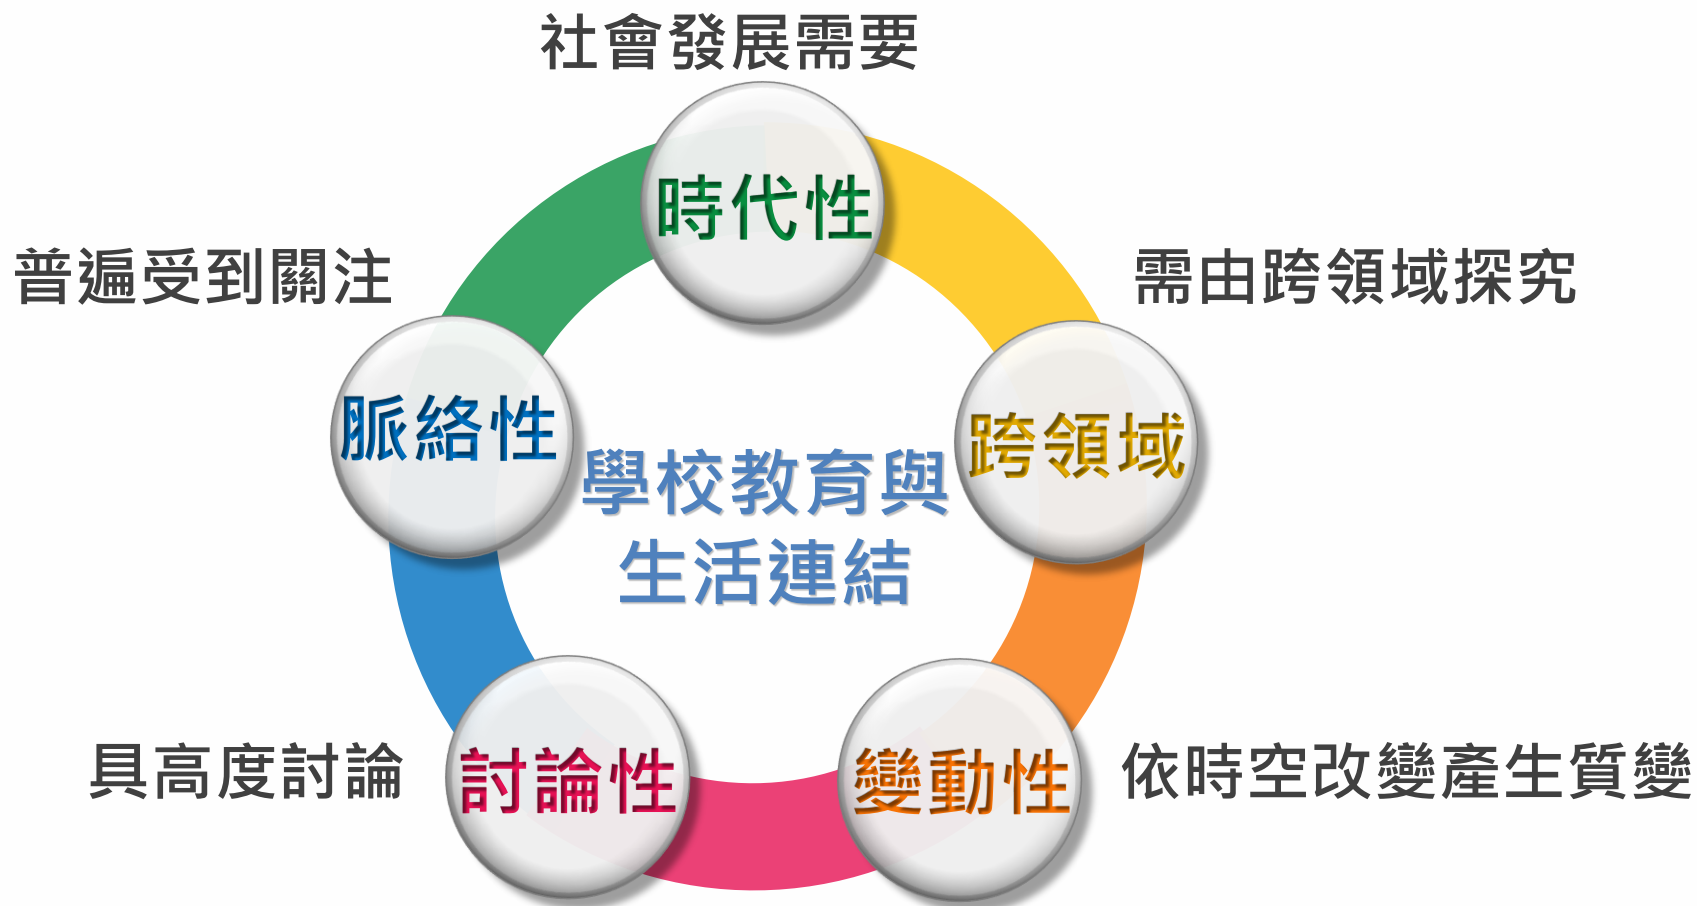 社會發展需要
時代性
普遍受到關注
需由跨領域探究
脈絡性
跨領域
學校教育與
生活連結
具高度討論
討論性
變動性
依時空改變產生質變